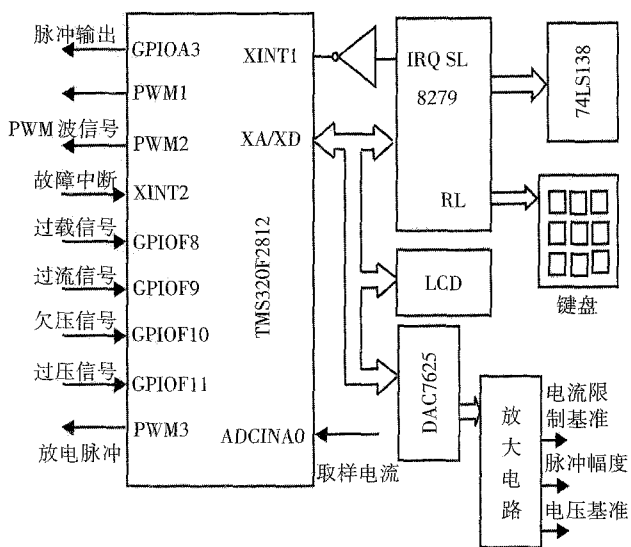 脉冲输出
GPIOA3
PWM1
PWM波信号
PWM2
故障中断
XINT2
过载信号
GPIOF8
过流信号
GPIOF9
欠压信号
GPIOF10
过压信号
GPIOF11
放电脉冲
PWM3
TMS320F2812
XINT1
XA/XD
ADCINA0
取样电流
IRQ SL
8279
RL
74LS138
键盘
LCD
DAC7625
放大电路
电流限
制基准
脉冲幅度
电压基准